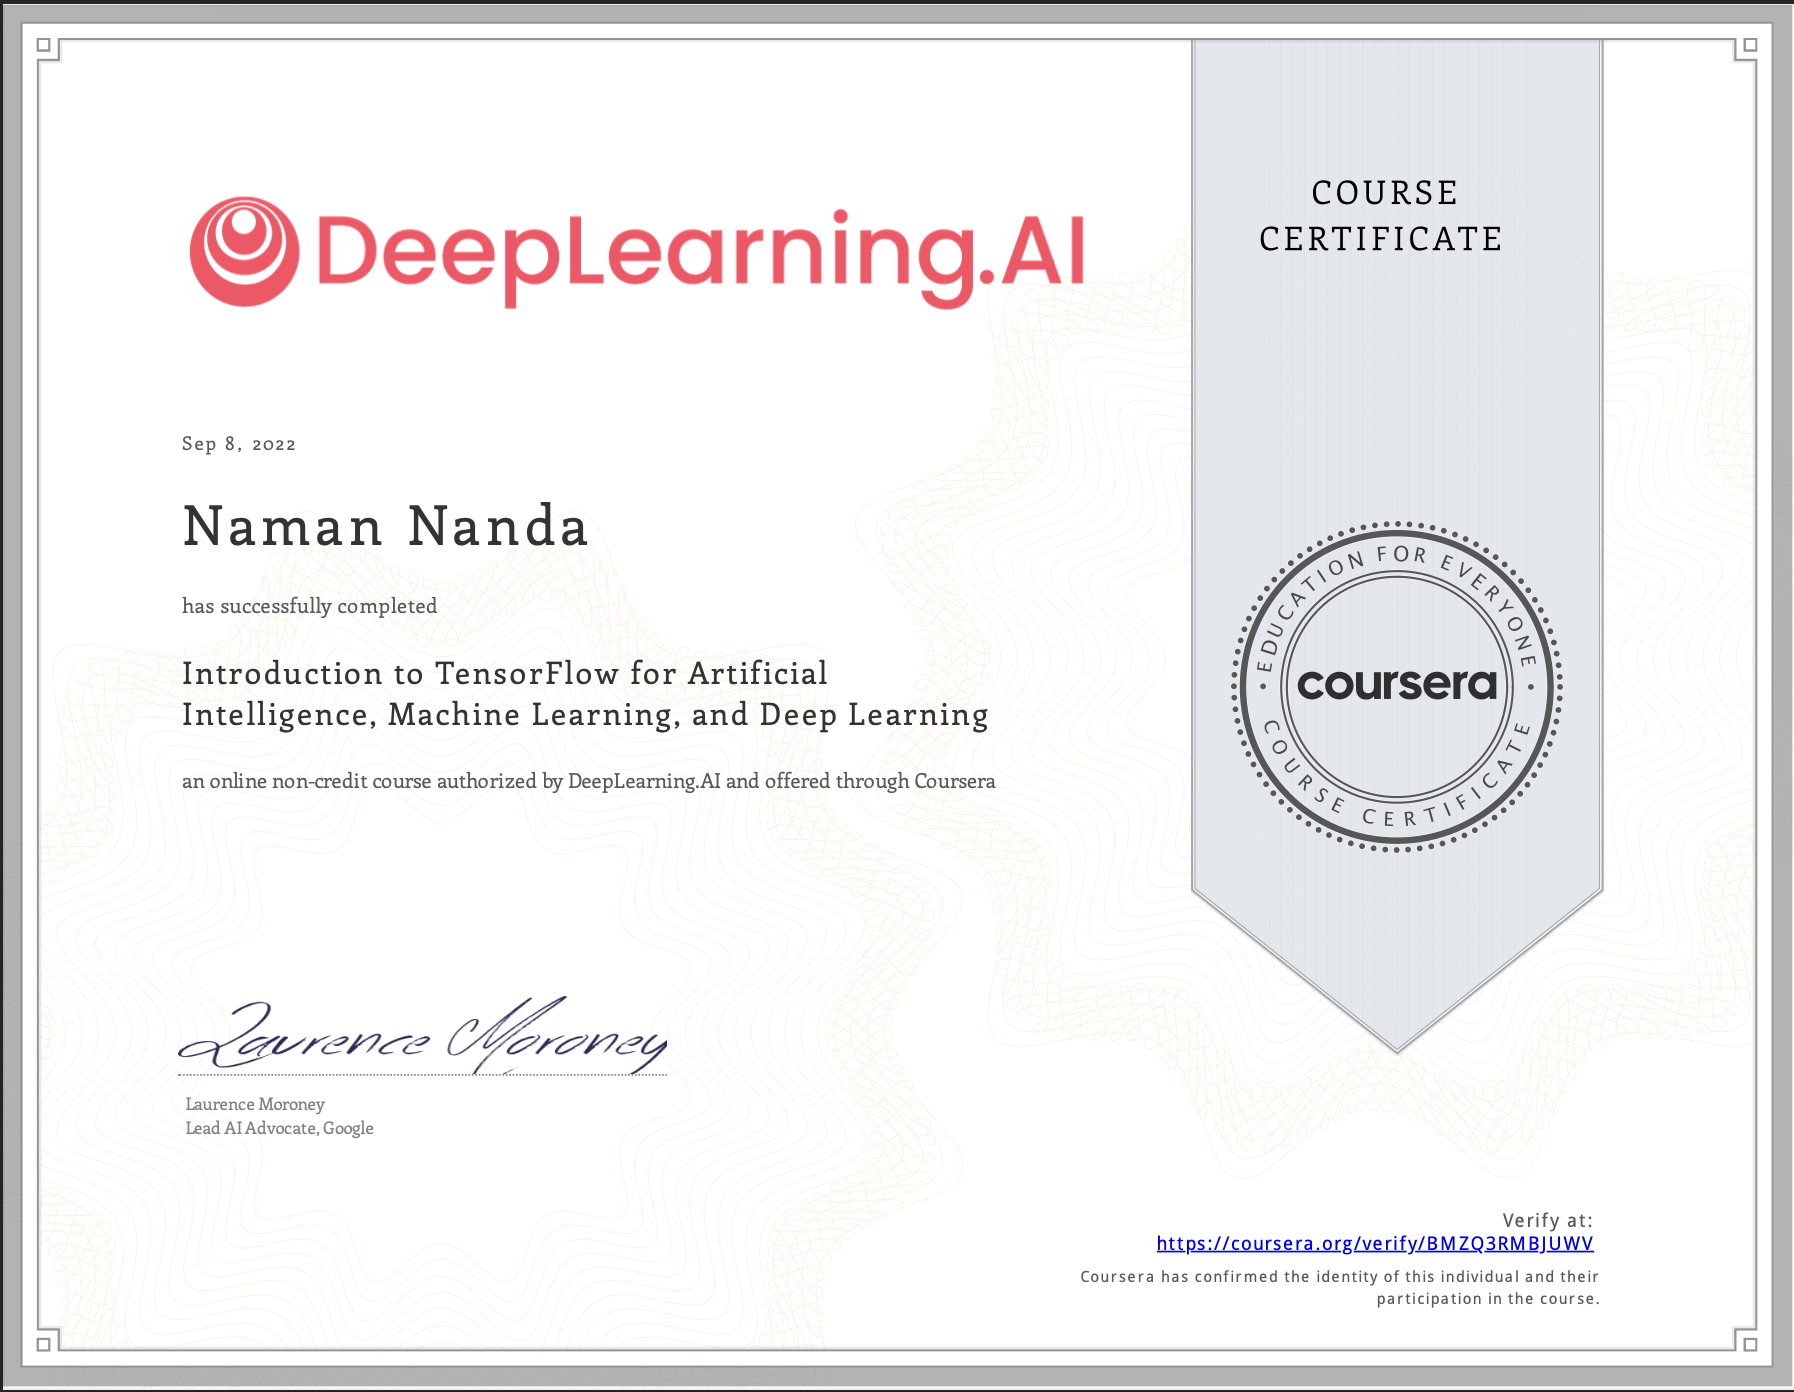 DeepLearning.AI
COURSE
CERTIFICATE
Sep 8, 2022
Naman Nanda
has successfully completed
Introduction to TensorFlow for Artificial
Intelligence, Machine Learning, and Deep Learning
an online non-credit course authorized by DeepLearning.AI and offered through Coursera
EDUCATION FOR EVERYONE
coursera
COURSE CERTIFICATE
Laurence Moroney
Laurence Moroney
Lead AI Advocate, Google
Verify at:
https://coursera.org/verify/BMZQ3RMBJUWV
Coursera has confirmed the identity of this individual and their
participation in the course.